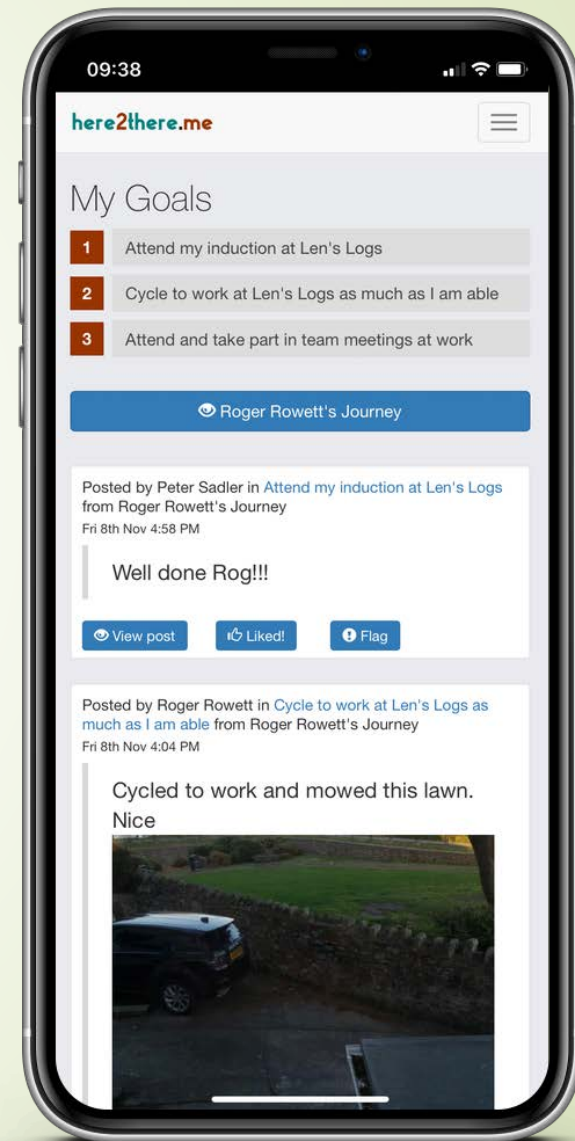 09:38
here2there.me
My Goals
1 Attend my induction at Len's Logs
2 Cycle to work at Len's Logs as much as I am able
3 Attend and take part in team meetings at work
Roger Rowett's Journey
Posted by Peter Sadler in Attend my induction at Len's Logs
from Roger Rowett's Journey
Fri 8th Nov 4:58 PM
Well done Rog!!!
View post Liked! Flag
Posted by Roger Rowett in Cycle to work at Len's Logs as
much as I am able from Roger Rowett's Journey
Fri 8th Nov 4:04 PM
Cycled to work and mowed this lawn.
Nice